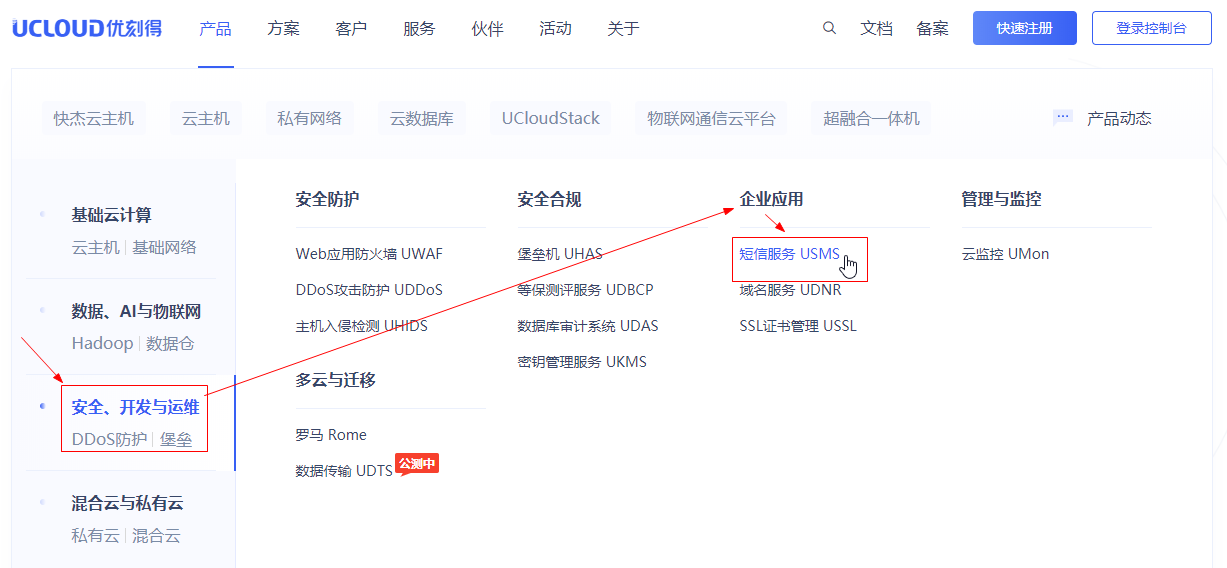 UCLOUD优刻得 产品 方案 客户 服务 伙伴 活动 关于 文档 备案 快速注册 登录控制台
快杰云主机 云主机 私有网络 云数据库 UCloudStack 物联网通信云平台 超融合一体机 产品动态
基础云计算
云主机 | 基础网络
数据、AI与物联网
Hadoop | 数据仓
安全、开发与运维
DDoS防护 | 堡垒
混合云与私有云
私有云 | 混合云
安全防护
Web应用防火墙 UWAF
DDoS攻击防护 UDDoS
主机入侵检测 UHIDS
多云与迁移
罗马 Rome
数据传输 UDTS 公测中
安全合规
堡垒机 UHAS
等保测评服务 UDBCP
数据库审计系统 UDAS
密钥管理服务 UKMS
企业应用
短信服务 USMS
域名服务 UDNR
SSL证书管理 USSL
管理与监控
云监控 UMon